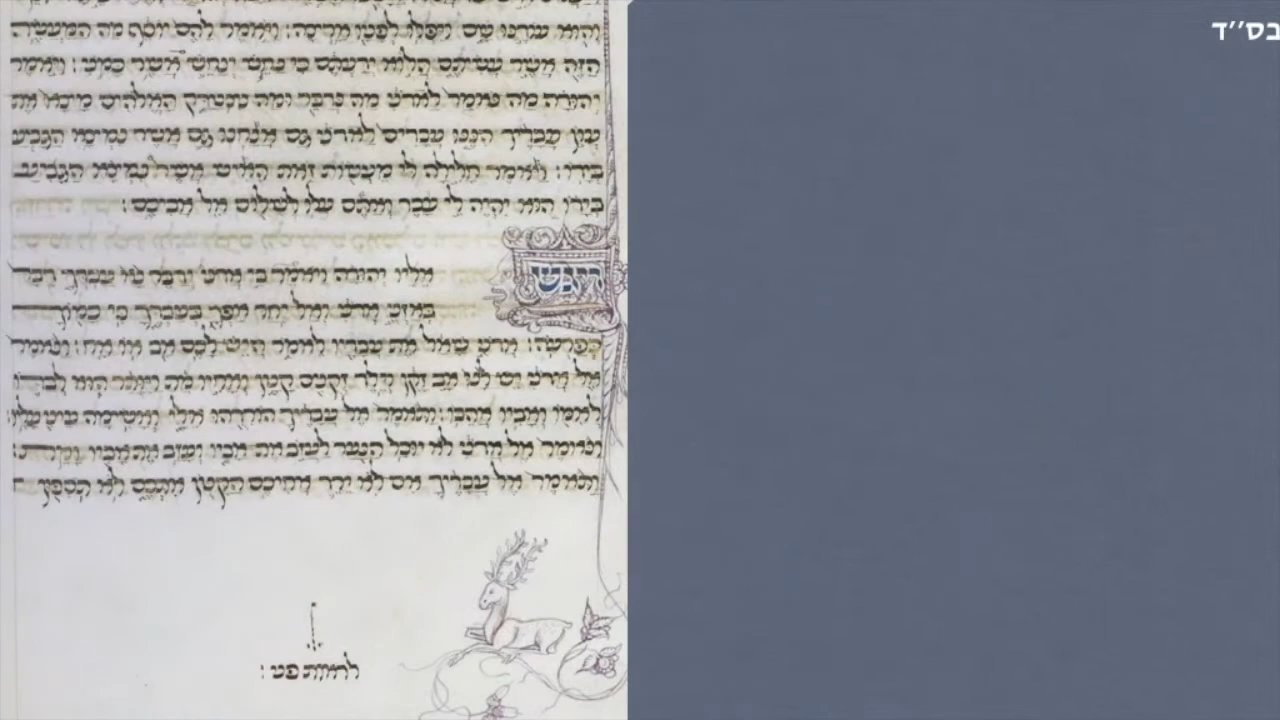 בס''ד
והוא עודנו שם ויפלו לפניו ארצה: ויאמר להם יוסף מה המעשה
הזה אשר עשיתם הלוא ידעתם כי נחש ינחש אשר כמני: ויאמר
יהודה מה נאמר לאדני מה נדבר ומה נצטדק האלהים מצא את
עון עבדיך הננו עבדים לאדני גם אנחנו גם אשר נמצא הגביע
בידו: ויאמר חלילה לי מעשות זאת האיש אשר נמצא הגביע
בידו הוא יהיה לי עבד ואתם עלו לשלום אל אביכם:
ויגש אליו יהודה ויאמר בי אדני ידבר נא עבדך דבר
באזני אדני ואל יחר אפך בעבדך כי כמוך
כפרעה: אדני שאל את עבדיו לאמר היש לכם אב או אח: ונאמר
אל אדני יש לנו אב זקן וילד זקנים קטן ואחיו מת ויותר הוא לבדו
לאמו ואביו אהבו: ותאמר אל עבדיך הורדהו אלי ואשימה עיני עליו:
ונאמר אל אדני לא יוכל הנער לעזב את אביו ועזב את אביו ומת:
ותאמר אל עבדיך אם לא ירד אחיכם הקטן אתכם לא תספון
לראות פני: